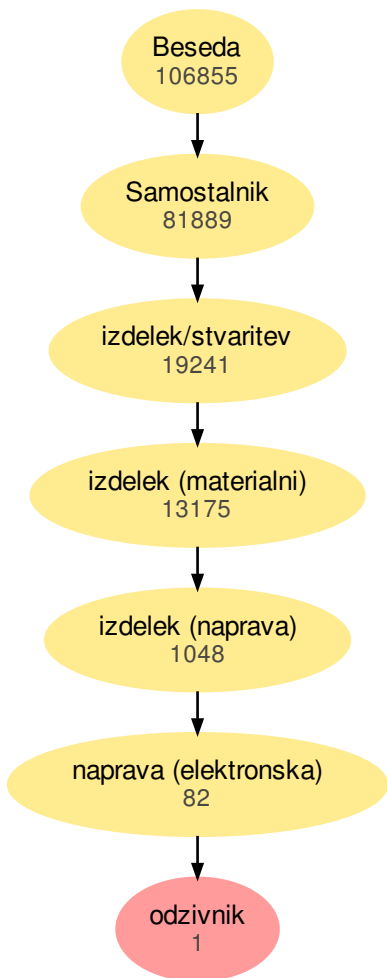 Beseda
106855
Samostalnik
81889
izdelek/stvaritev
19241
izdelek (materialni)
13175
izdelek (naprava)
1048
naprava (elektronska)
82
odzivnik
1